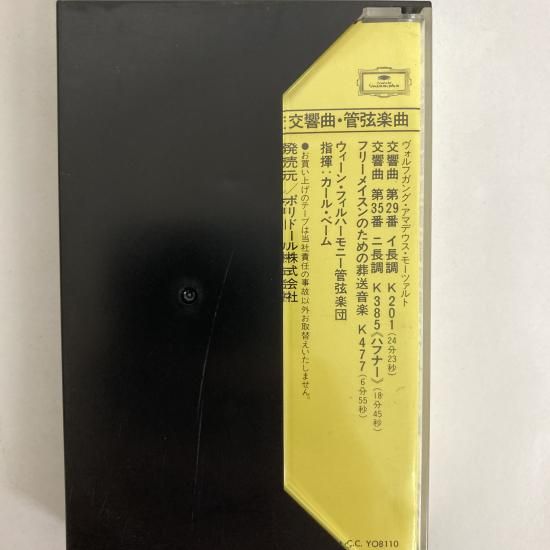 Deutsche
Grammophon
交響曲・管弦楽曲
ヴォルフガング・アマデウス・モーツァルト
交響曲 第29番 イ長調 K201(24分23秒)
交響曲 第35番 ニ長調 K385《ハフナー》(18分45秒)
フリーメイスンのための葬送音楽 K477(6分55秒)
ウィーン・フィルハーモニー管弦楽団
指揮:カール・ベーム
●お買い上げのテープは当社責任の事故以外お取替えいたしません。
発売元/ポリドール株式会社
C.C. YO8110